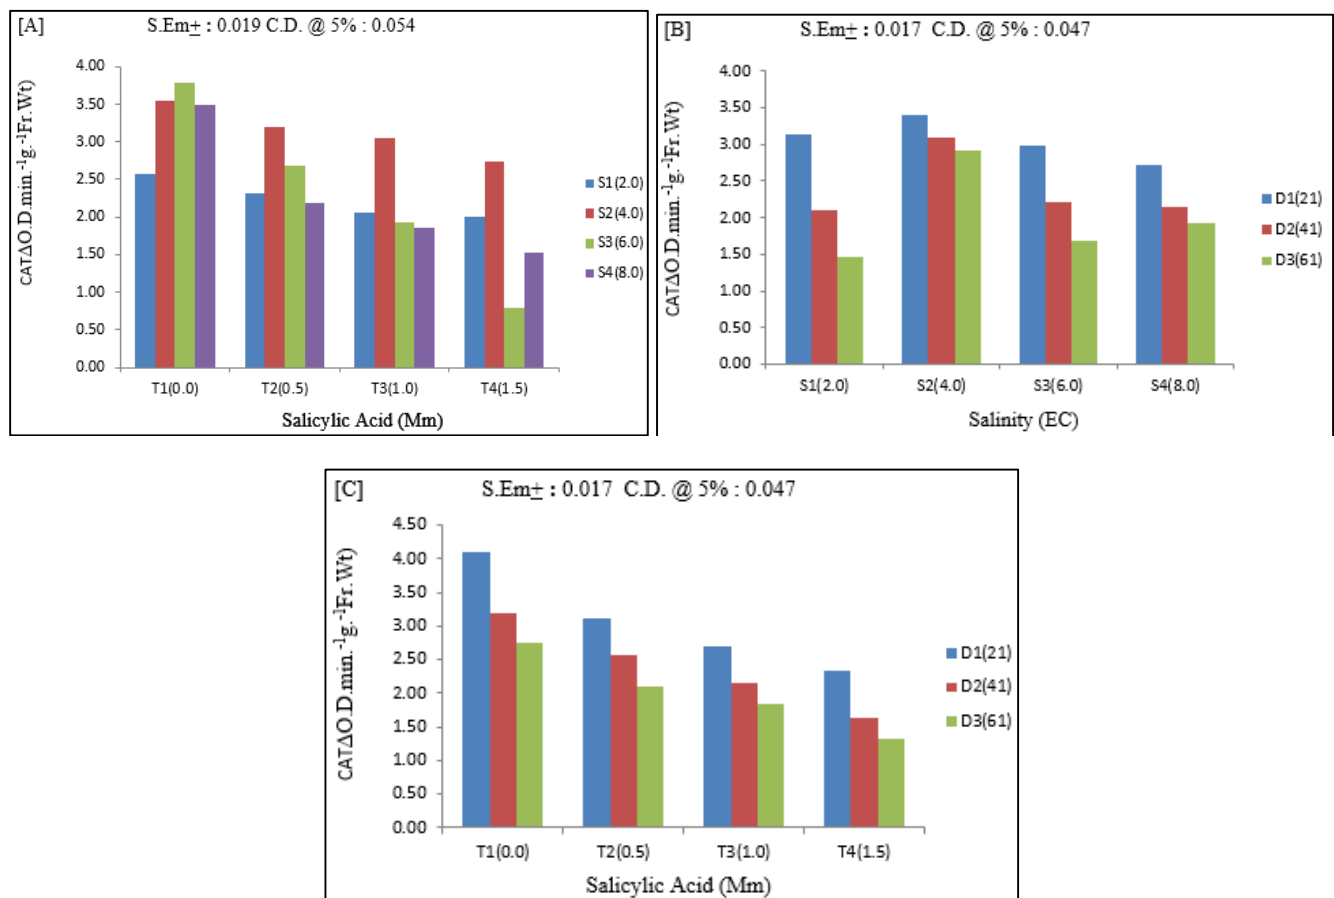 [A]
S.Em± : 0.019 C.D. @ 5% : 0.054
CAT∆O.D.min.-¹g.-¹Fr.Wt)
4.00
3.50
3.00
2.50
2.00
1.50
1.00
0.50
0.00
T1(0.0) T2(0.5) T3(1.0) T4(1.5)
Salicylic Acid (Mm)
S1(2.0)
S2(4.0)
S3(6.0)
S4(8.0)
[B]
S.Em± : 0.017 C.D. @ 5% : 0.047
CAT∆O.D.min.-¹g.-¹Fr.Wt)
4.00
3.50
3.00
2.50
2.00
1.50
1.00
0.50
0.00
S1(2.0) S2(4.0) S3(6.0) S4(8.0)
Salinity (EC)
D1(21)
D2(41)
D3(61)
[C]
S.Em± : 0.017 C.D. @ 5% : 0.047
CAT∆O.D.min.-¹g.-¹Fr.Wt)
4.50
4.00
3.50
3.00
2.50
2.00
1.50
1.00
0.50
0.00
T1(0.0) T2(0.5) T3(1.0) T4(1.5)
Salicylic Acid (Mm)
D1(21)
D2(41)
D3(61)